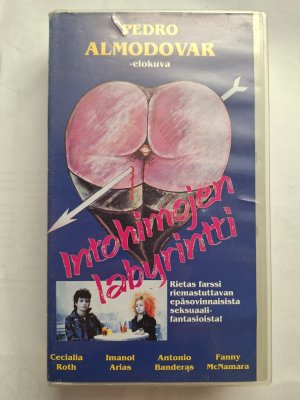 PEDRO
ALMODOVAR
-elokuva
Intohimojen
labyrintti
Rietas farssi
riemastuttavan
epäsovinnaisista
seksuaali-
fantasioista!
Cecialia Roth
Imanol Arias
Antonio Banderas
Fanny McNamara